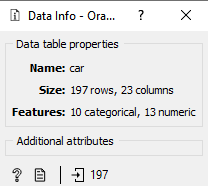 Data Info - Ora... ?
Data table properties
Name: car
Size: 197 rows, 23 columns
Features: 10 categorical, 13 numeric
Additional attributes
? 197